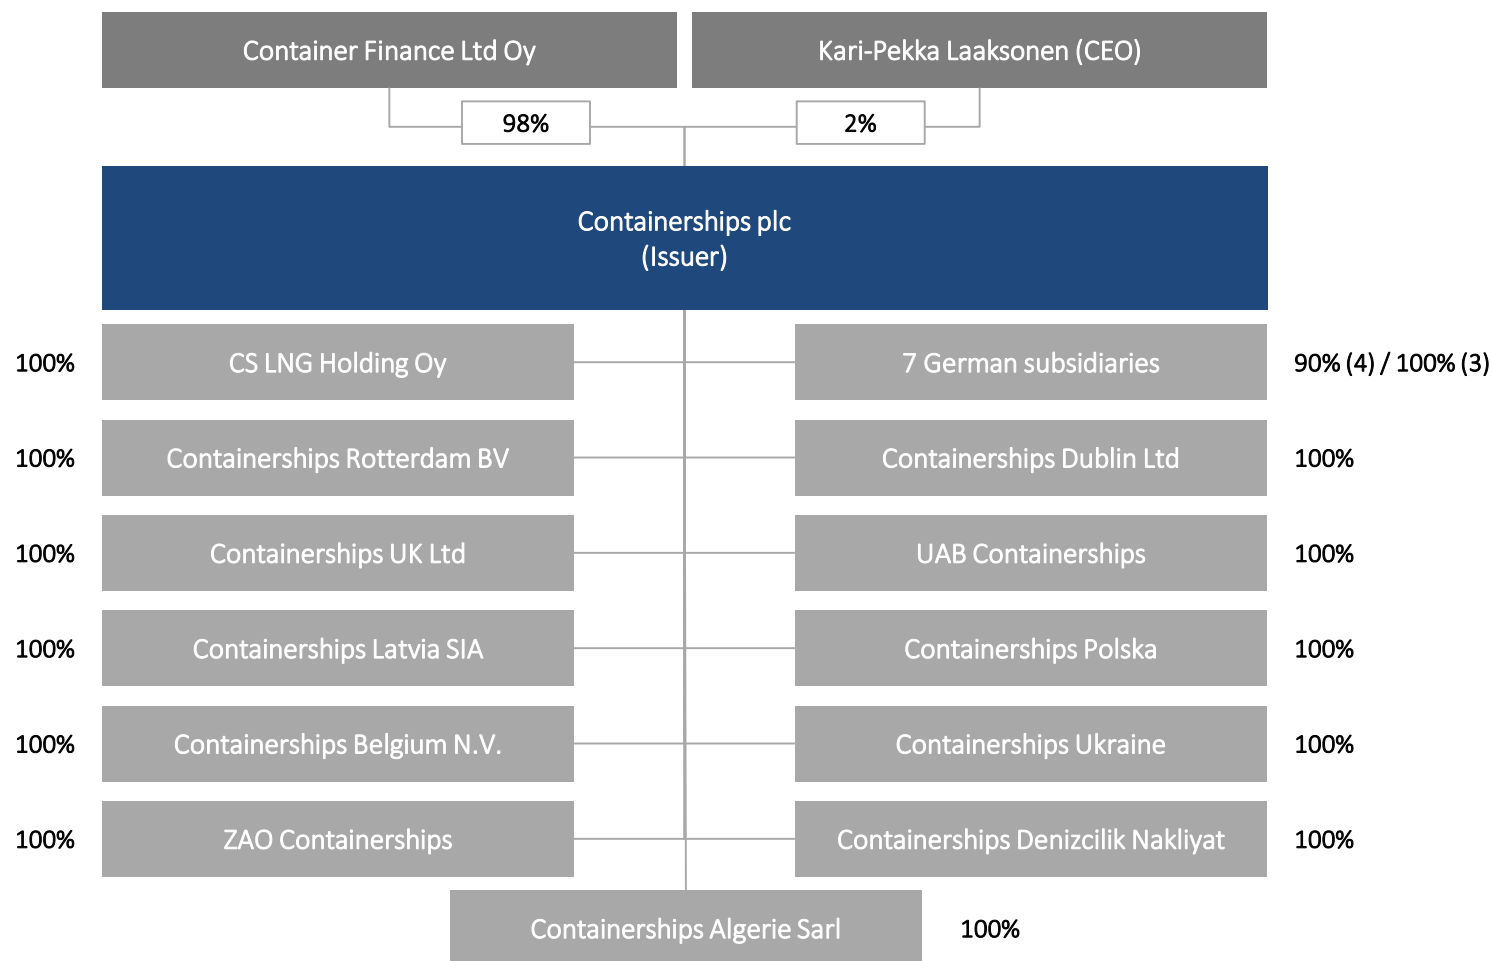 Container Finance Ltd Oy
Kari-Pekka Laaksonen (CEO)
98%
2%
Containerships plc
(Issuer)
100%
CS LNG Holding Oy
7 German subsidiaries
90% (4) / 100% (3)
100%
Containerships Rotterdam BV
Containerships Dublin Ltd
100%
100%
Containerships UK Ltd
UAB Containerships
100%
100%
Containerships Latvia SIA
Containerships Polska
100%
100%
Containerships Belgium N.V.
Containerships Ukraine
100%
100%
ZAO Containerships
Containerships Denizcilik Nakliyat
100%
Containerships Algerie Sarl
100%